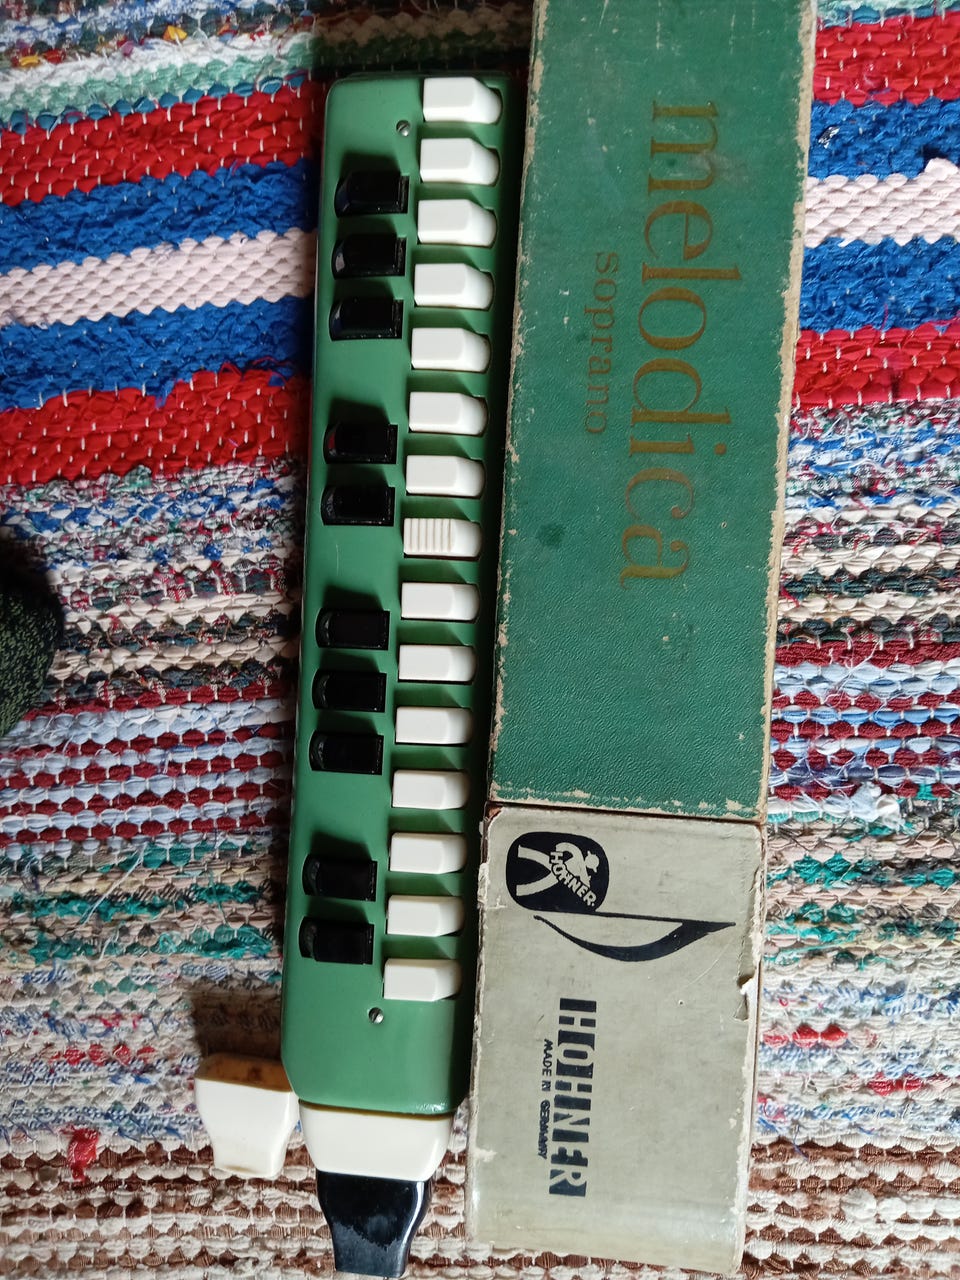 melodica
soprano
HOHNER
HOHNER
MADE IN GERMANY